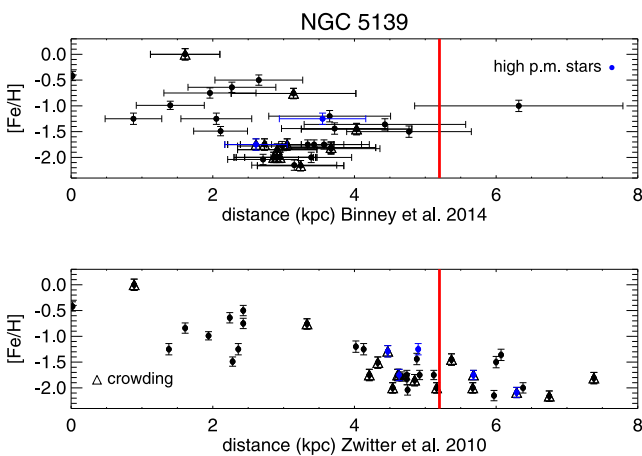 NGC 5139
0.0
-0.5
-1.0
-1.5
-2.0
[Fe/H]
high p.m. stars
0 2 4 6 8
distance (kpc) Binney et al. 2014
0.0
-0.5
-1.0
-1.5
-2.0
[Fe/H]
△ crowding
0 2 4 6 8
distance (kpc) Zwitter et al. 2010